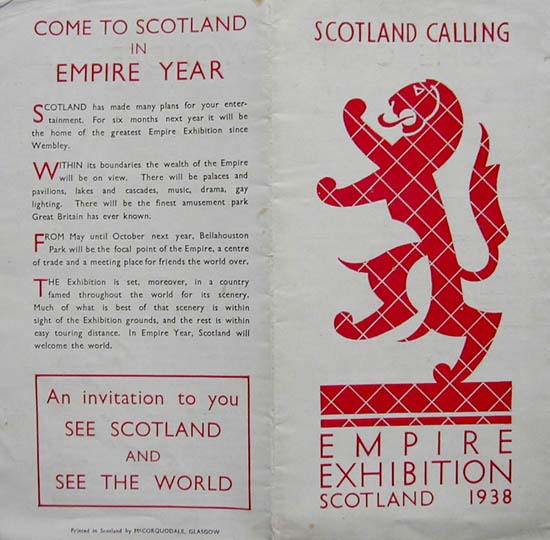 COME TO SCOTLAND
IN
EMPIRE YEAR
SCOTLAND has made many plans for your enter-
tainment. For six months next year it will be
the home of the greatest Empire Exhibition since
Wembley.
WITHIN its boundaries the wealth of the Empire
will be on view. There will be palaces and
pavilions, lakes and cascades, music, drama, gay
lighting. There will be the finest amusement park
Great Britain has ever known.
FROM May until October next year, Bellahouston
Park will be the focal point of the Empire, a centre
of trade and a meeting place for friends the world over.
THE Exhibition is set, moreover, in a country
famed throughout the world for its scenery.
Much of what is best of that scenery is within
sight of the Exhibition grounds, and the rest is within
easy touring distance. In Empire Year, Scotland will
welcome the world.
An invitation to you
SEE SCOTLAND
AND
SEE THE WORLD
Printed in Scotland by McCORQUODALE, GLASGOW
SCOTLAND CALLING
EMPIRE
EXHIBITION
SCOTLAND 1938